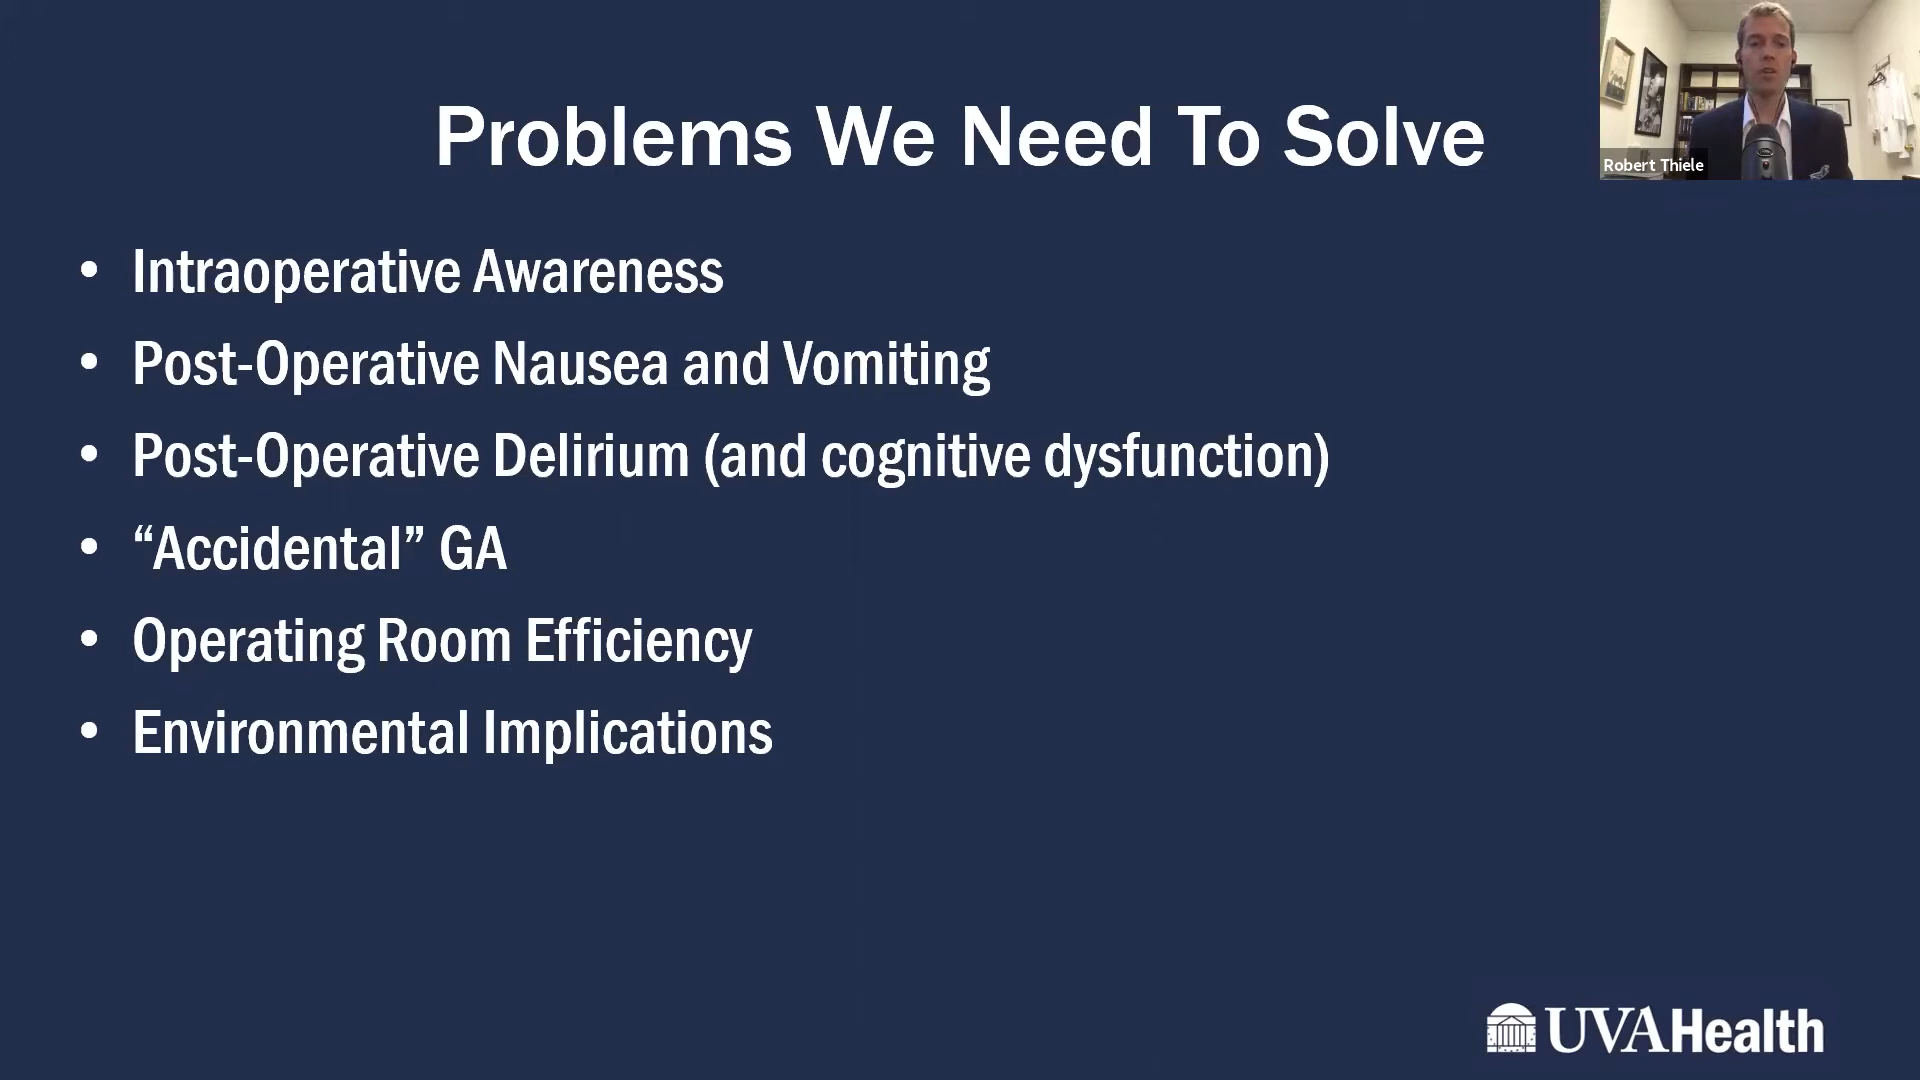 Problems We Need To Solve
Robert Thiele
• Intraoperative Awareness
• Post-Operative Nausea and Vomiting
• Post-Operative Delirium (and cognitive dysfunction)
• “Accidental” GA
• Operating Room Efficiency
• Environmental Implications
UVAHealth